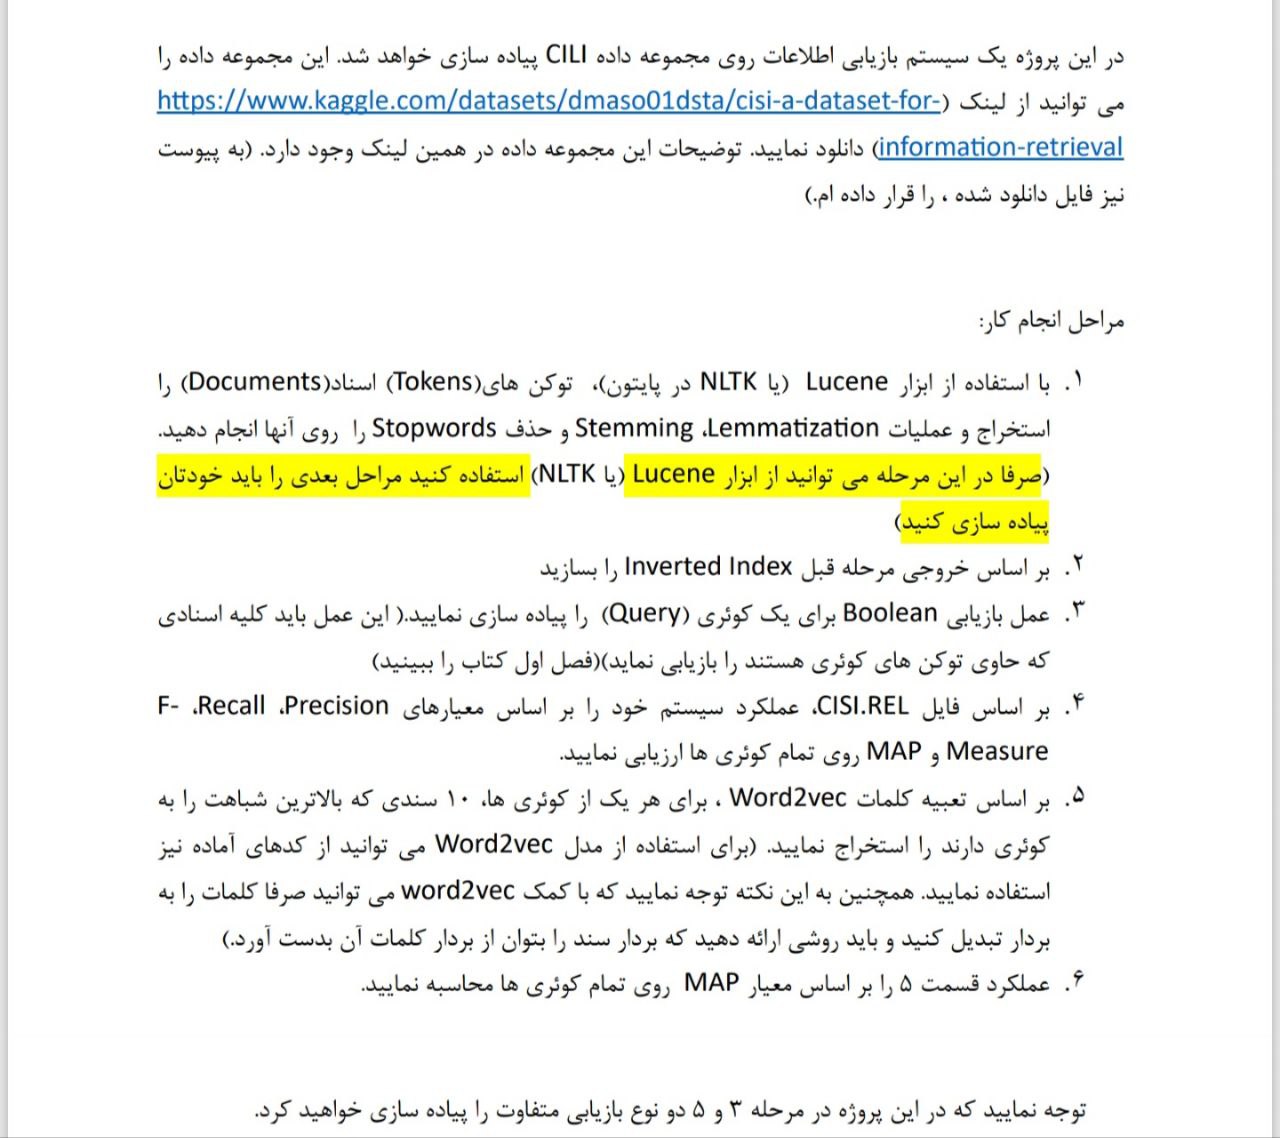 در این پروژه یک سیستم بازیابی اطلاعات روی مجموعه داده CILI پیاده سازی خواهد شد. این مجموعه داده را
می توانید از لینک (https://www.kaggle.com/datasets/dmaso01dsta/cisi-a-dataset-for-
information-retrieval) دانلود نمایید. توضیحات این مجموعه داده در همین لینک وجود دارد. (به پیوست
نیز فایل دانلود شده ، را قرار داده ام.)
مراحل انجام کار:
۱. با استفاده از ابزار Lucene (یا NLTK در پایتون)، توکن های(Tokens) اسناد(Documents) را
استخراج و عملیات Stemming ،Lemmatization و حذف Stopwords را روی آنها انجام دهید.
(صرفا در این مرحله می توانید از ابزار Lucene (یا NLTK) استفاده کنید مراحل بعدی را باید خودتان
پیاده سازی کنید)
۲. بر اساس خروجی مرحله قبل Inverted Index را بسازید
۳. عمل بازیابی Boolean برای یک کوئری (Query) را پیاده سازی نمایید.( این عمل باید کلیه اسنادی
که حاوی توکن های کوئری هستند را بازیابی نماید)(فصل اول کتاب را ببینید)
۴. بر اساس فایل CISI.REL، عملکرد سیستم خود را بر اساس معیارهای Precision، Recall، F-
Measure و MAP روی تمام کوئری ها ارزیابی نمایید.
۵. بر اساس تعبیه کلمات Word2vec ، برای هر یک از کوئری ها، ۱۰ سندی که بالاترین شباهت را به
کوئری دارند را استخراج نمایید. (برای استفاده از مدل Word2vec می توانید از کدهای آماده نیز
استفاده نمایید. همچنین به این نکته توجه نمایید که با کمک word2vec می توانید صرفا کلمات را به
بردار تبدیل کنید و باید روشی ارائه دهید که بردار سند را بتوان از بردار کلمات آن بدست آورد.)
۶. عملکرد قسمت ۵ را بر اساس معیار MAP روی تمام کوئری ها محاسبه نمایید.
توجه نمایید که در این پروژه در مرحله ۳ و ۵ دو نوع بازیابی متفاوت را پیاده سازی خواهید کرد.